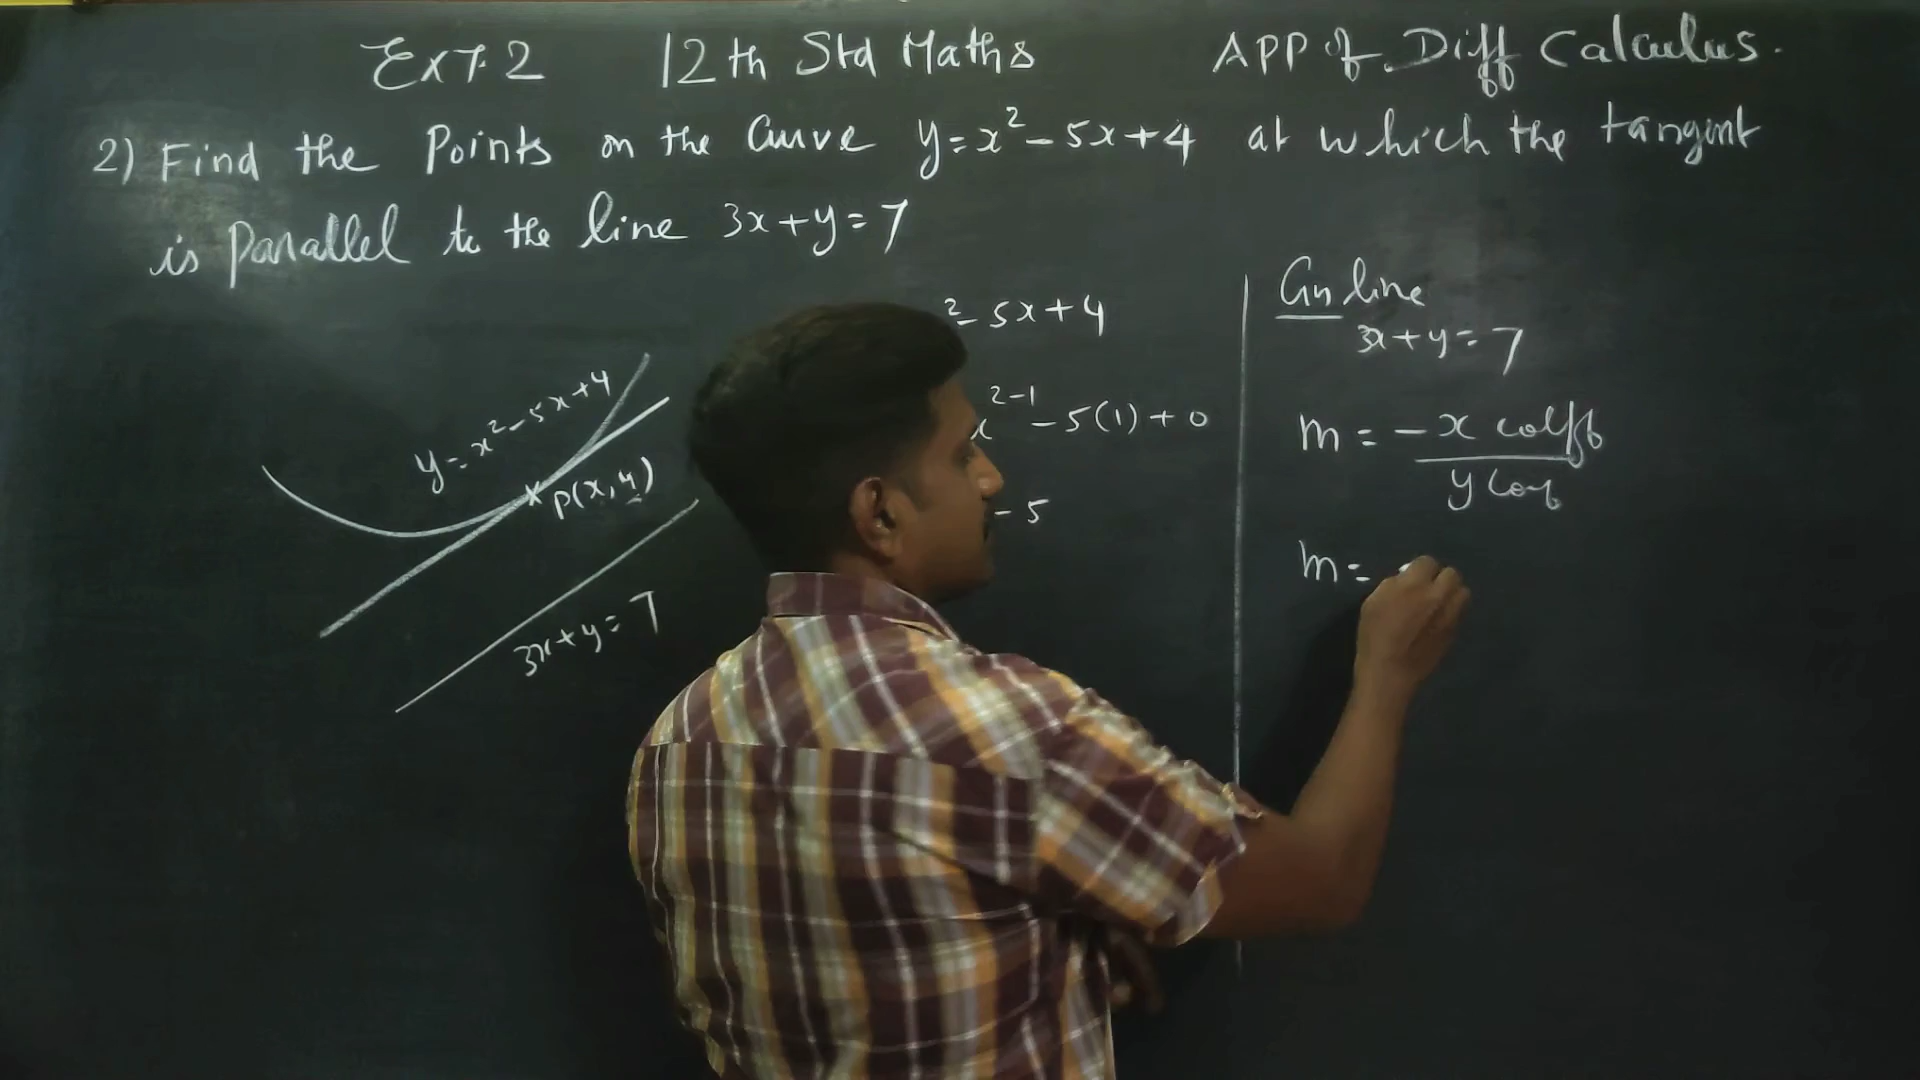 Ex 7.2 12th Std Maths APP of Diff Calculus.
2) Find the Points on the Curve y=x²-5x+4 at which the tangent
is Parallel to the line 3x+y=7
y=x²-5x+4
P(x,y)
3x+y=7
²-5x+4
x²⁻¹-5(1)+0
-5
Gn line
3x+y=7
m = -x coeff
y coef
m =